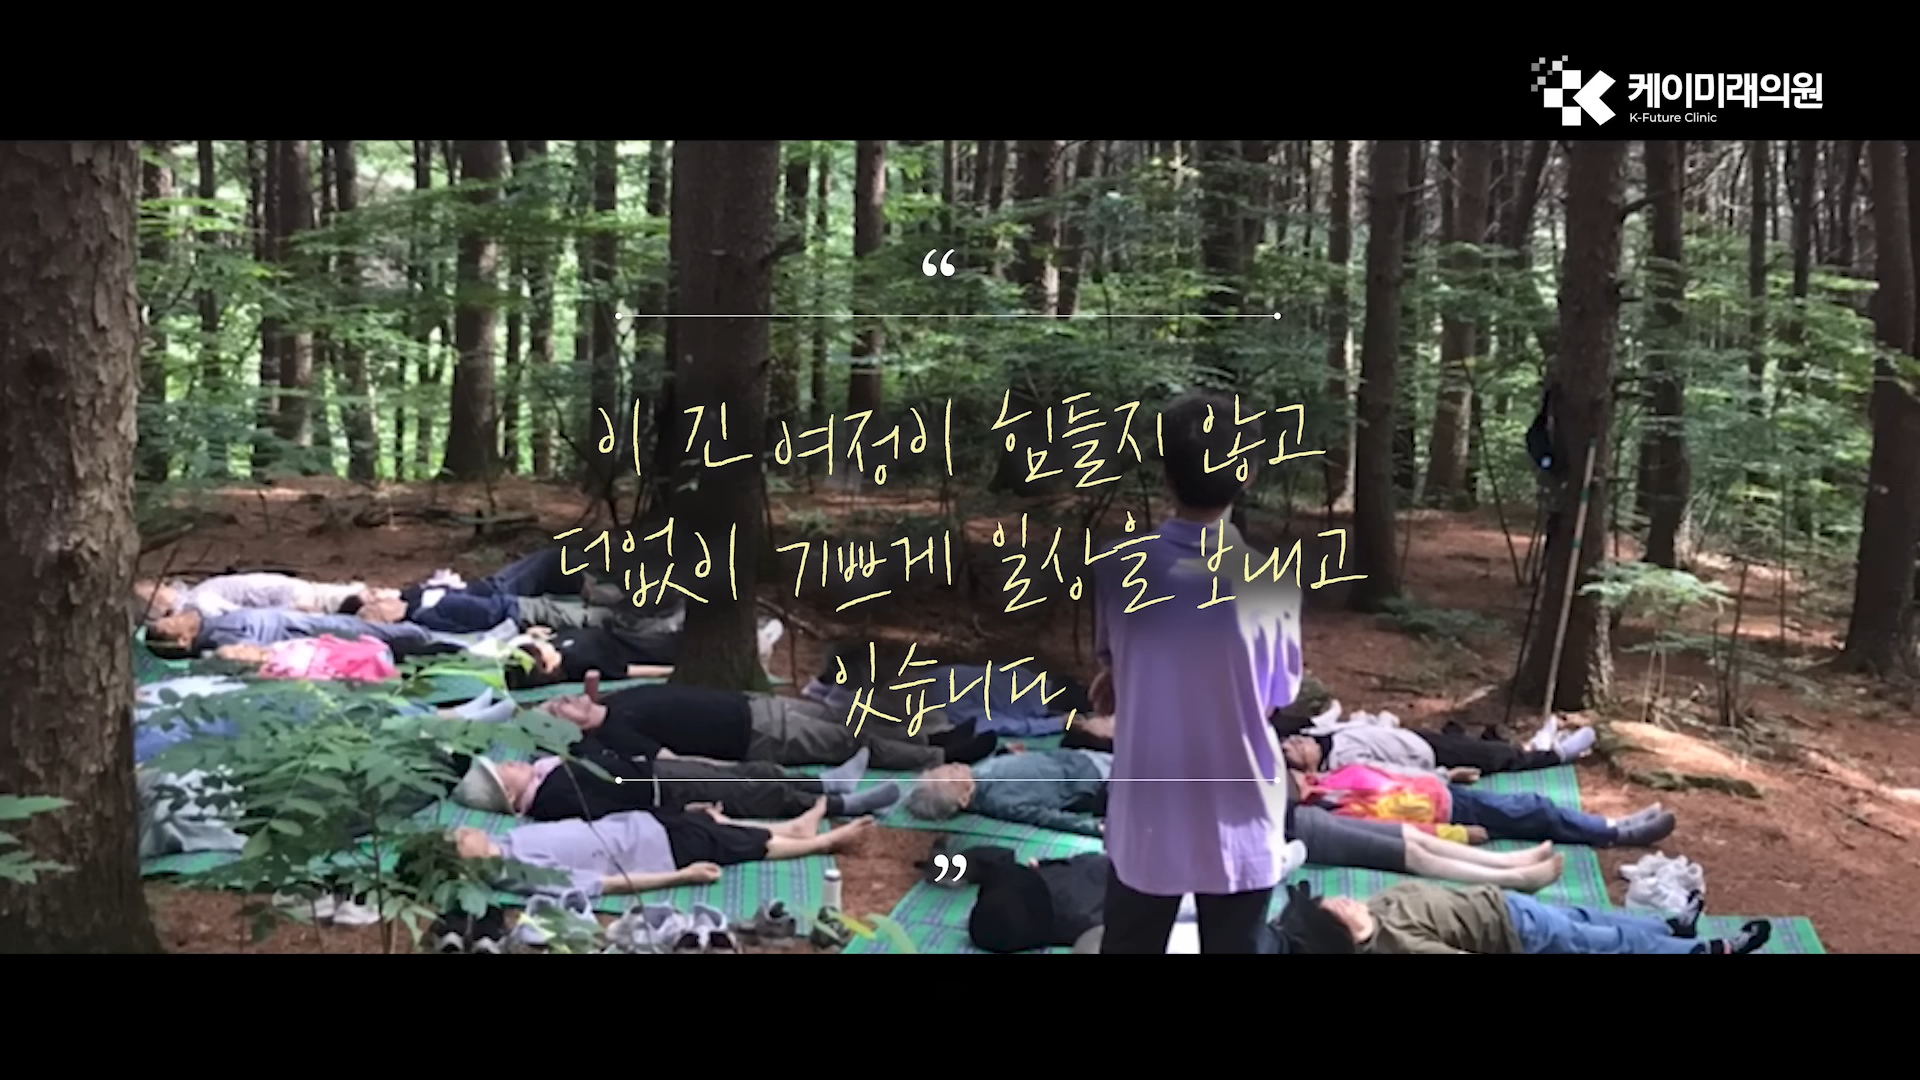 케이미래의원
K-Future Clinic
“
이 긴 여정이 힘들지 않고
더없이 기쁘게 일상을 보내고
있습니다,
”